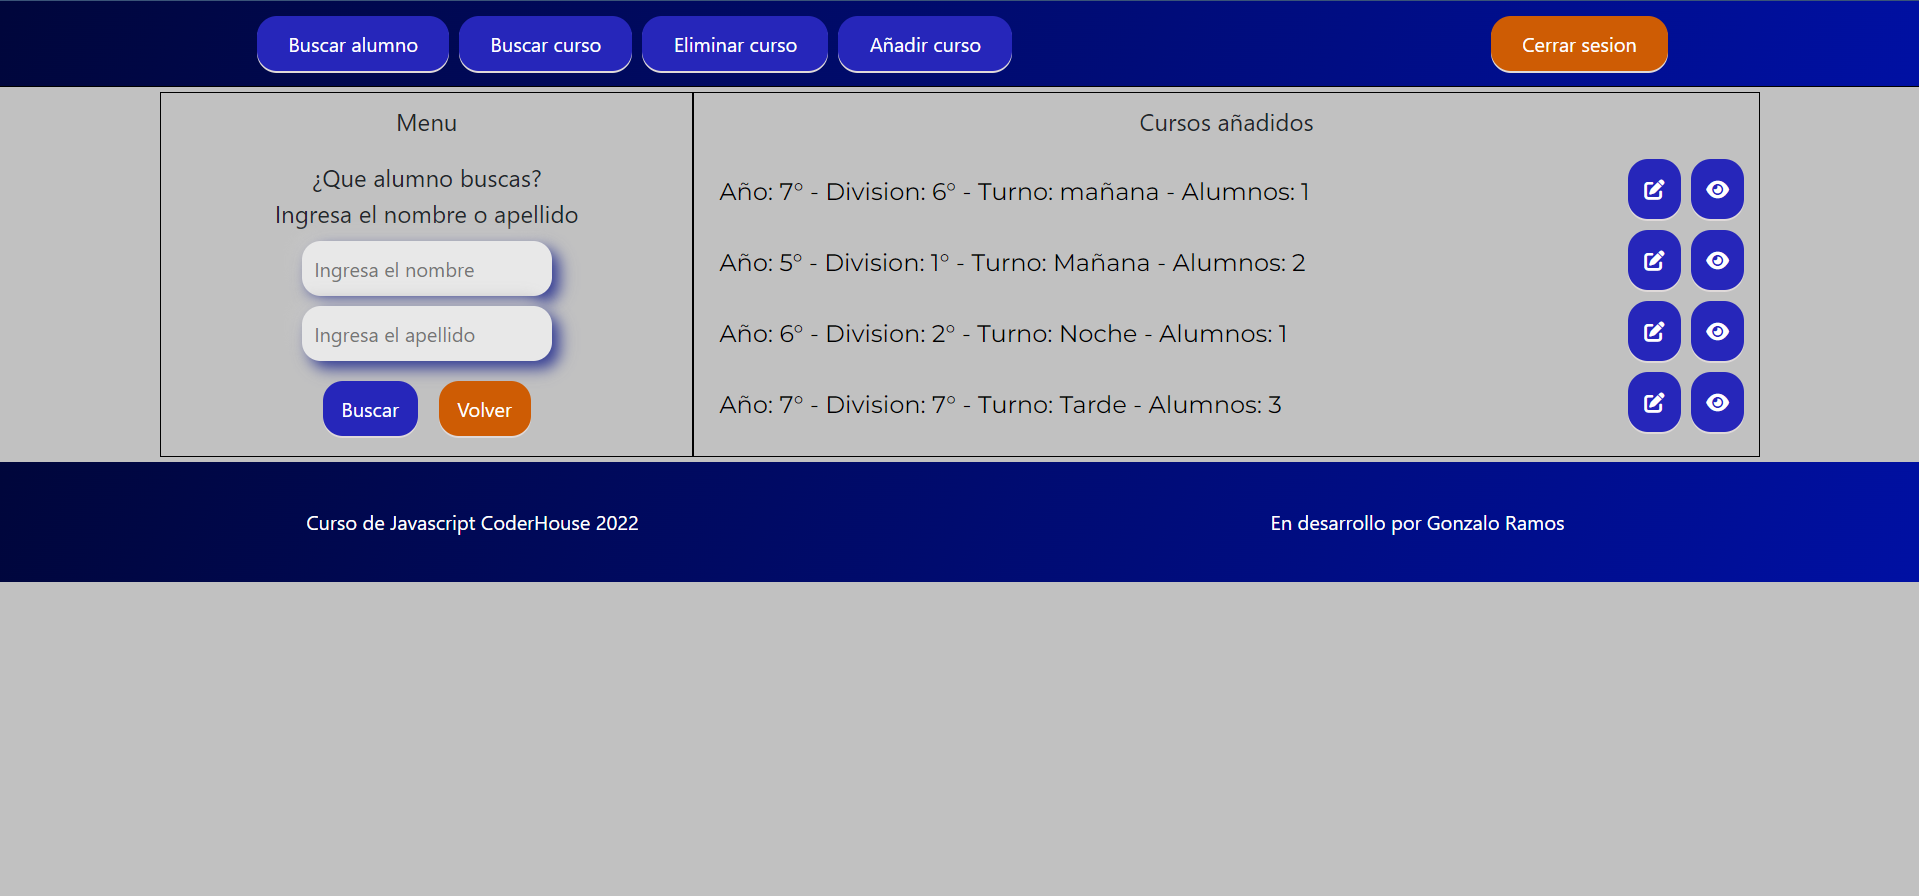 Buscar alumno
Buscar curso
Eliminar curso
Añadir curso
Cerrar sesion
Menu
¿Que alumno buscas?
Ingresa el nombre o apellido
Ingresa el nombre
Ingresa el apellido
Buscar
Volver
Cursos añadidos
Año: 7° - Division: 6° - Turno: mañana - Alumnos: 1
Año: 5° - Division: 1° - Turno: Mañana - Alumnos: 2
Año: 6° - Division: 2° - Turno: Noche - Alumnos: 1
Año: 7° - Division: 7° - Turno: Tarde - Alumnos: 3
Curso de Javascript CoderHouse 2022
En desarrollo por Gonzalo Ramos